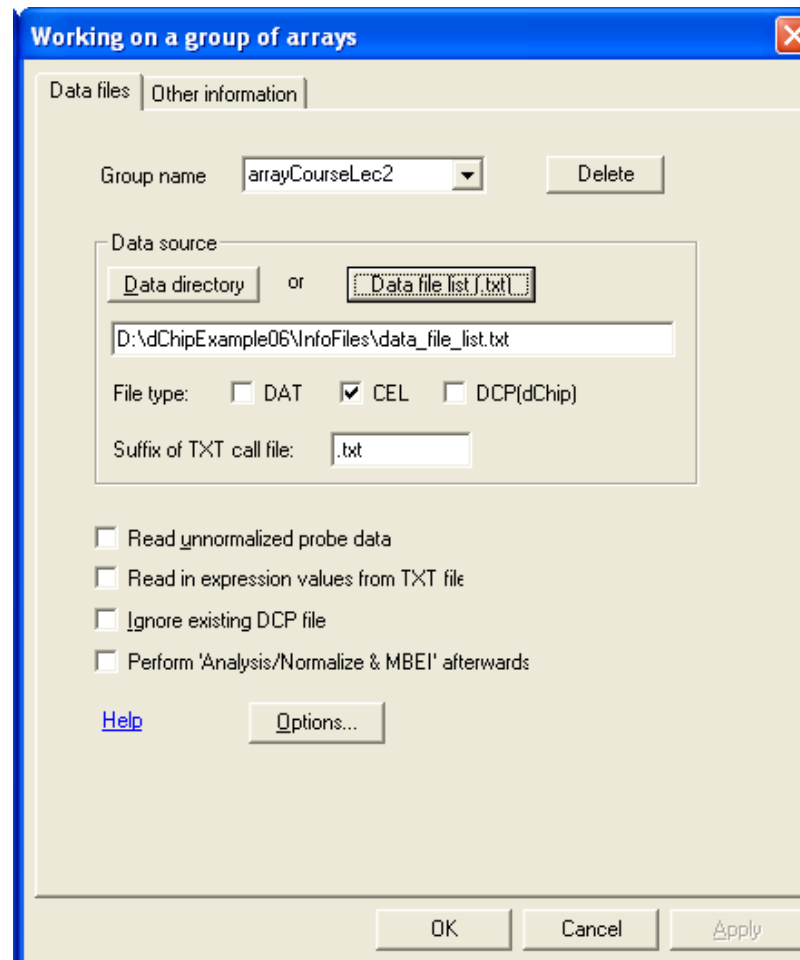 Working on a group of arrays
Data files Other information
Group name arrayCourseLec2 Delete
Data source
Data directory or Data file list (.txt)
D:\dChipExample06\InfoFiles\data_file_list.txt
File type: DAT CEL DCP(dChip)
Suffix of TXT call file: .txt
Read unnormalized probe data
Read in expression values from TXT file
Ignore existing DCP file
Perform 'Analysis/Normalize & MBEI' afterwards
Help Options...
OK Cancel Apply